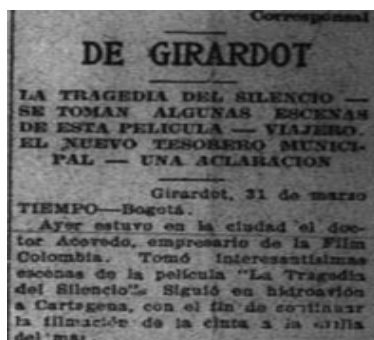 Corresponsal
DE GIRARDOT
LA TRAGEDIA DEL SILENCIO —
SE TOMAN ALGUNAS ESCENAS
DE ESTA PELICULA — VIAJERO.
EL NUEVO TESORERO MUNICI-
PAL — UNA ACLARACION
Girardot, 31 de marzo
TIEMPO—Bogotá.
Ayer estuvo en la ciudad el doc-
tor Acevedo, empresario de la Film
Colombia. Tomó interesantísimas
escenas de la película "La Tragedia
del Silencio". Siguió en hidroavión
a Cartagena, con el fin de continuar
la filmación de la cinta a la orilla
del mar.